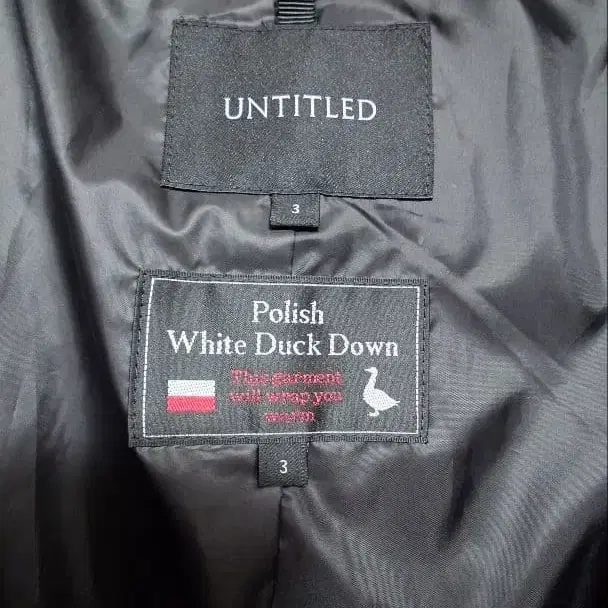 UNTITLED
3
Polish
White Duck Down
This garment
will wrap you
warm
3